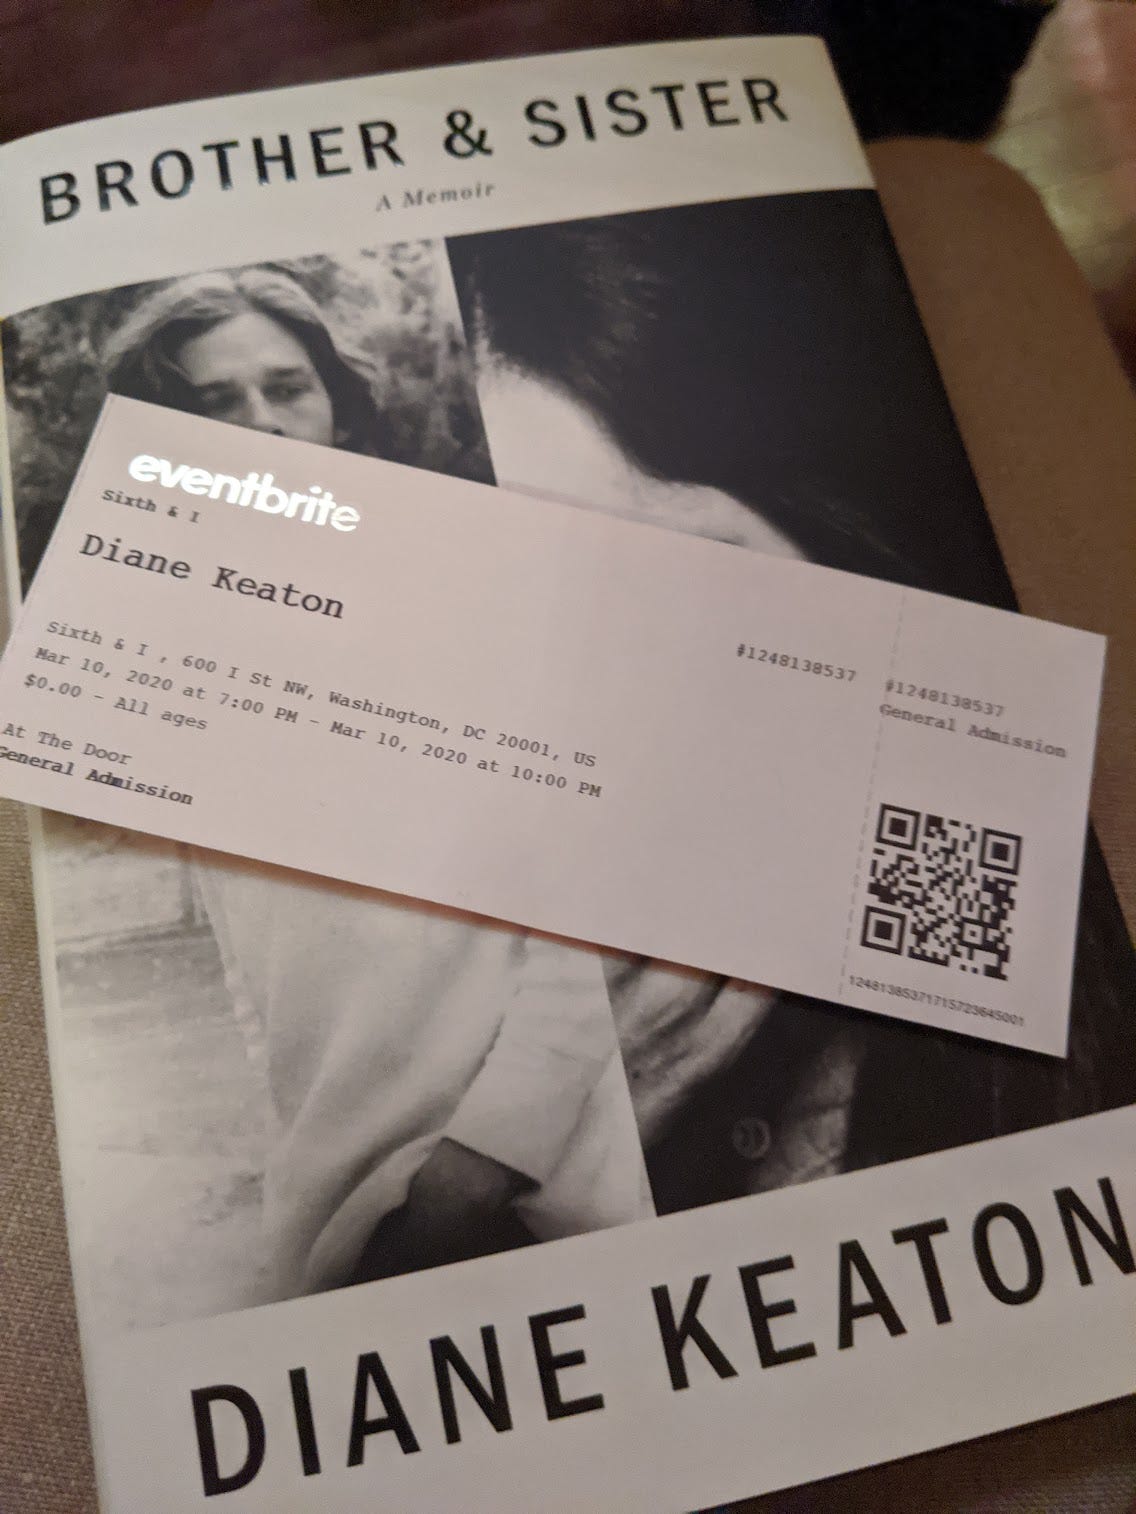 BROTHER & SISTER
A Memoir
eventbrite
Sixth & I
Diane Keaton
Sixth & I , 600 I St NW, Washington, DC 20001, US
Mar 10, 2020 at 7:00 PM - Mar 10, 2020 at 10:00 PM
$0.00 - All ages
At The Door
General Admission
#1248138537
#1248138537
General Admission
12481385371715723645001
DIANE KEATON